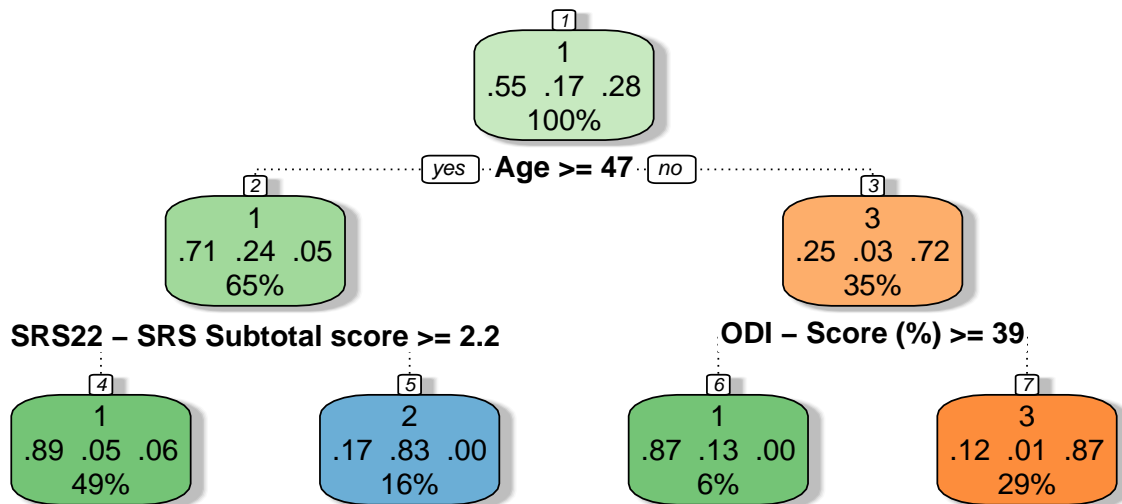 1
1
.55 .17 .28
100%
yes Age >= 47 no
2 3
1 3
.71 .24 .05 .25 .03 .72
65% 35%
SRS22 – SRS Subtotal score >= 2.2 ODI – Score (%) >= 39
4 5 6 7
1 2 1 3
.89 .05 .06 .17 .83 .00 .87 .13 .00 .12 .01 .87
49% 16% 6% 29%